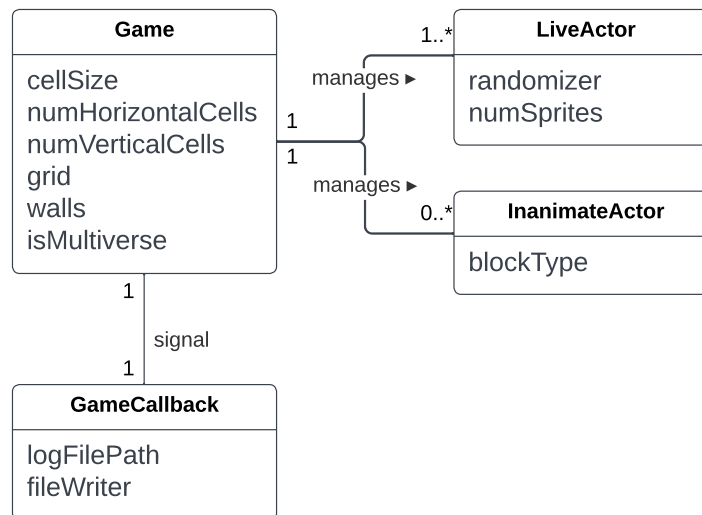 Game
cellSize
numHorizontalCells
numVerticalCells
grid
walls
isMultiverse
1
1
manages ►
manages ►
1..*
LiveActor
randomizer
numSprites
0..*
InanimateActor
blockType
1
signal
1
GameCallback
logFilePath
fileWriter